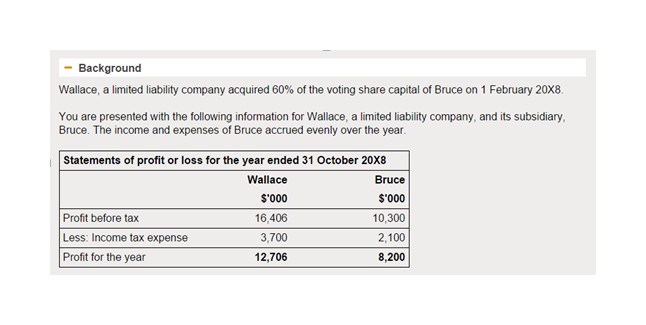 Background
Wallace, a limited liability company acquired 60% of the voting share capital of Bruce on 1 February 20X8.
You are presented with the following information for Wallace, a limited liability company, and its subsidiary,
Bruce. The income and expenses of Bruce accrued evenly over the year.
Statements of profit or loss for the year ended 31 October 20X8
Wallace Bruce
$'000 $'000
Profit before tax 16,406 10,300
Less: Income tax expense 3,700 2,100
Profit for the year 12,706 8,200